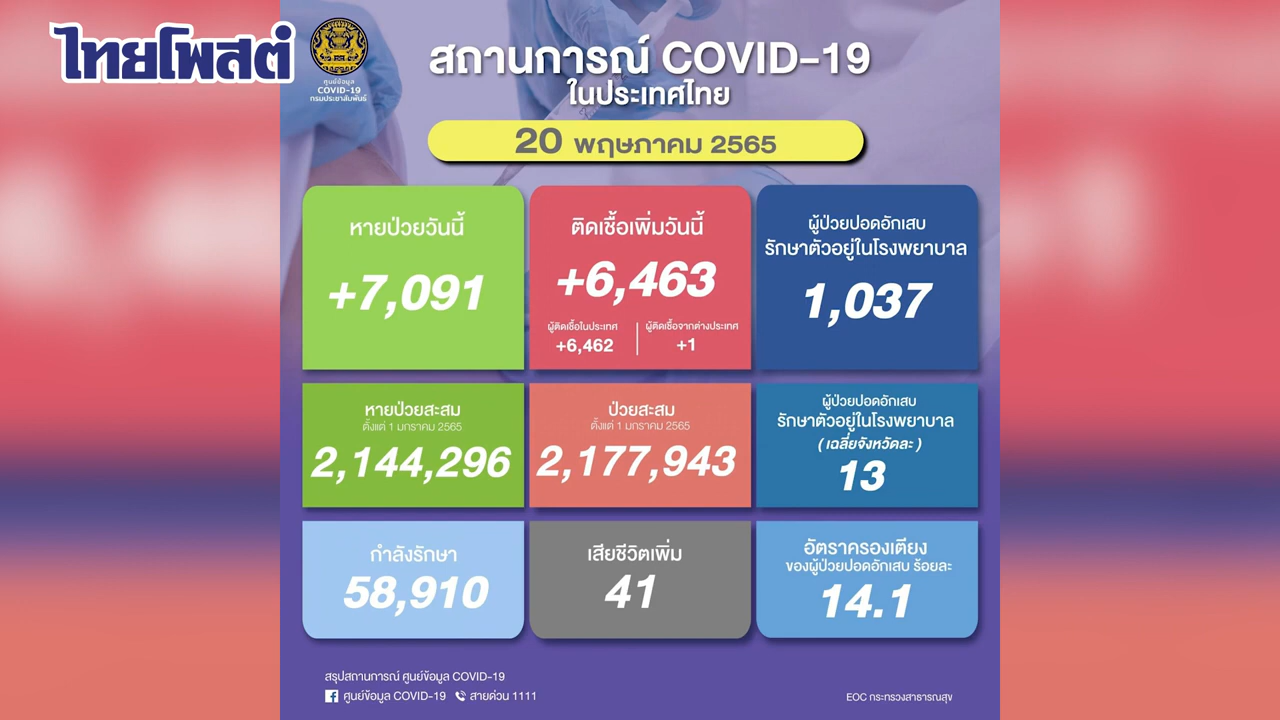 ไทยโพสต์
ศูนย์ข้อมูล
COVID-19
กรมประชาสัมพันธ์
สถานการณ์ COVID-19
ในประเทศไทย
20 พฤษภาคม 2565
หายป่วยวันนี้
+7,091
ติดเชื้อเพิ่มวันนี้
+6,463
ผู้ติดเชื้อในประเทศ
+6,462
ผู้ติดเชื้อจากต่างประเทศ
+1
ผู้ป่วยปอดอักเสบ
รักษาตัวอยู่ในโรงพยาบาล
1,037
หายป่วยสะสม
ตั้งแต่ 1 มกราคม 2565
2,144,296
ป่วยสะสม
ตั้งแต่ 1 มกราคม 2565
2,177,943
ผู้ป่วยปอดอักเสบ
รักษาตัวอยู่ในโรงพยาบาล
( เฉลี่ยจังหวัดละ )
13
กำลังรักษา
58,910
เสียชีวิตเพิ่ม
41
อัตราครองเตียง
ของผู้ป่วยปอดอักเสบ ร้อยละ
14.1
สรุปสถานการณ์ ศูนย์ข้อมูล COVID-19
ศูนย์ข้อมูล COVID-19 สายด่วน 1111
EOC กระทรวงสาธารณสุข